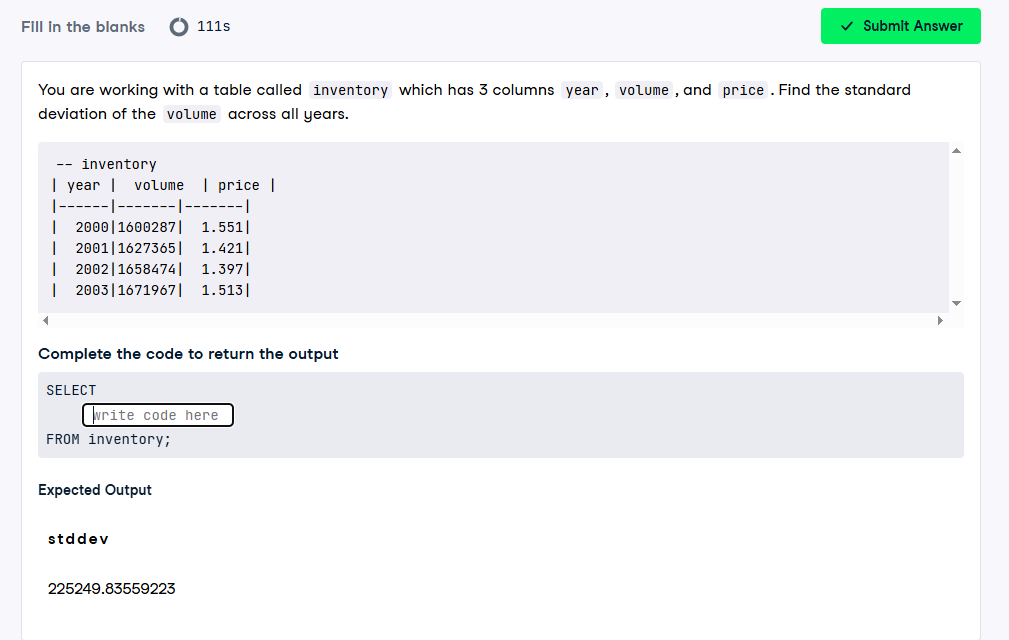 Fill in the blanks
111s
Submit Answer
You are working with a table called inventory which has 3 columns year, volume, and price. Find the standard
deviation of the volume across all years.
-- inventory
| year |  volume  | price |
|------|-------|-------|
|  2000|1600287|  1.551|
|  2001|1627365|  1.421|
|  2002|1658474|  1.397|
|  2003|1671967|  1.513|
Complete the code to return the output
SELECT
write code here
FROM inventory;
Expected Output
stddev
225249.83559223